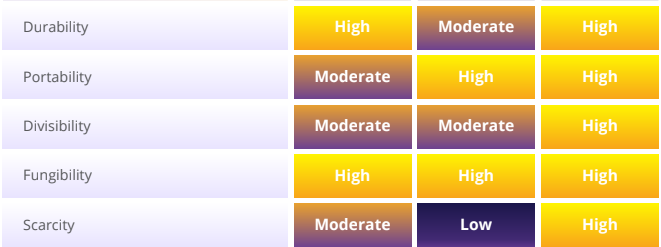 Durability High Moderate High
Portability Moderate High High
Divisibility Moderate Moderate High
Fungibility High High High
Scarcity Moderate Low High